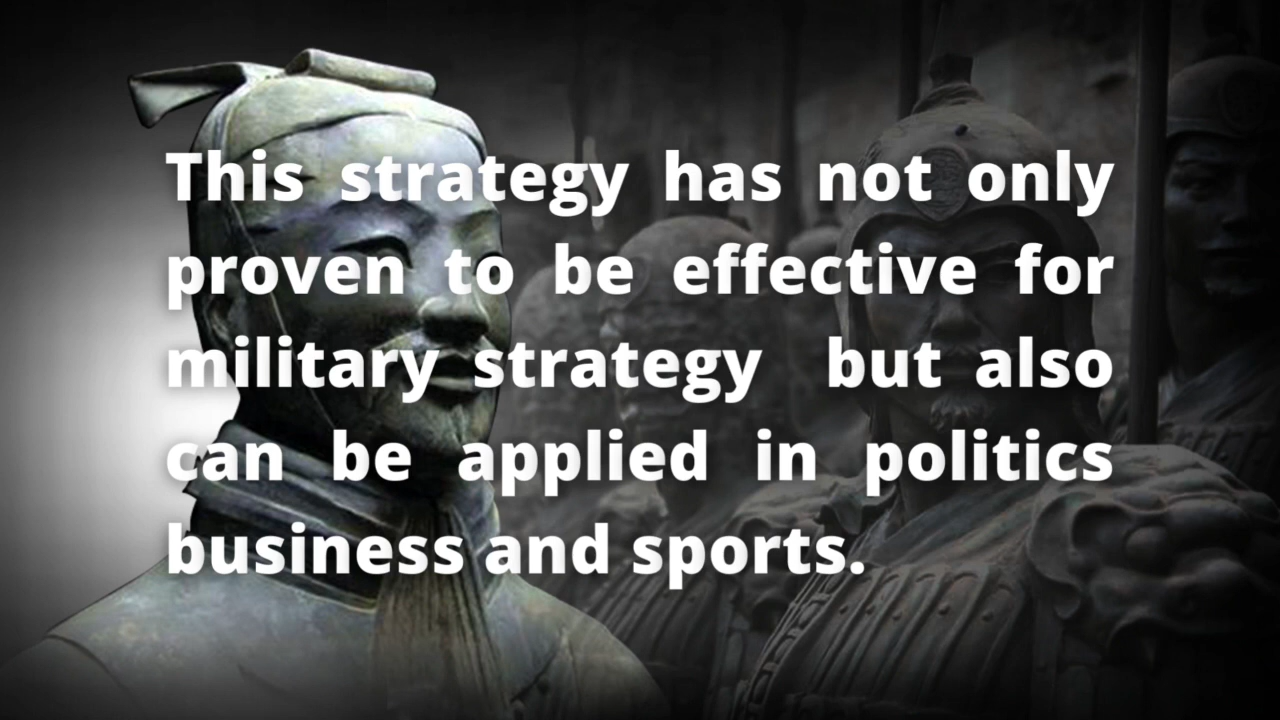 This strategy has not only
proven to be effective for
military strategy but also
can be applied in politics
business and sports.